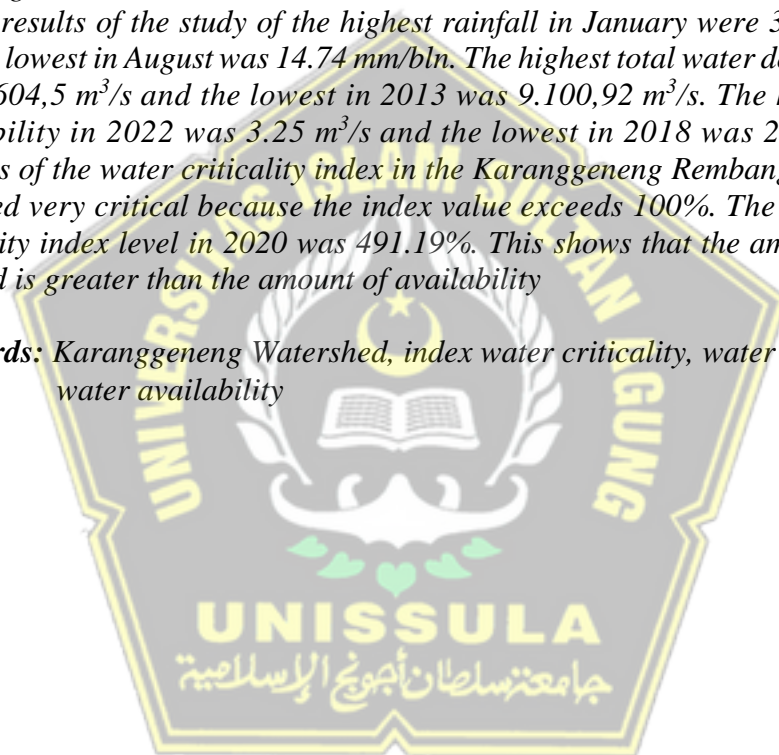 results of the study of the highest rainfall in January were 3
lowest in August was 14.74 mm/bln. The highest total water de
604,5 m³/s and the lowest in 2013 was 9.100,92 m³/s. The
bility in 2022 was 3.25 m³/s and the lowest in 2018 was 2
s of the water criticality index in the Karanggeneng Rembang
ed very critical because the index value exceeds 100%. The
ity index level in 2020 was 491.19%. This shows that the am
d is greater than the amount of availability
rds: Karanggeneng Watershed, index water criticality, water
water availability
UNIVERSITAS ISLAM SULTAN AGUNG
UNISSULA
جامعتنسلطان أجونج الإسلامية